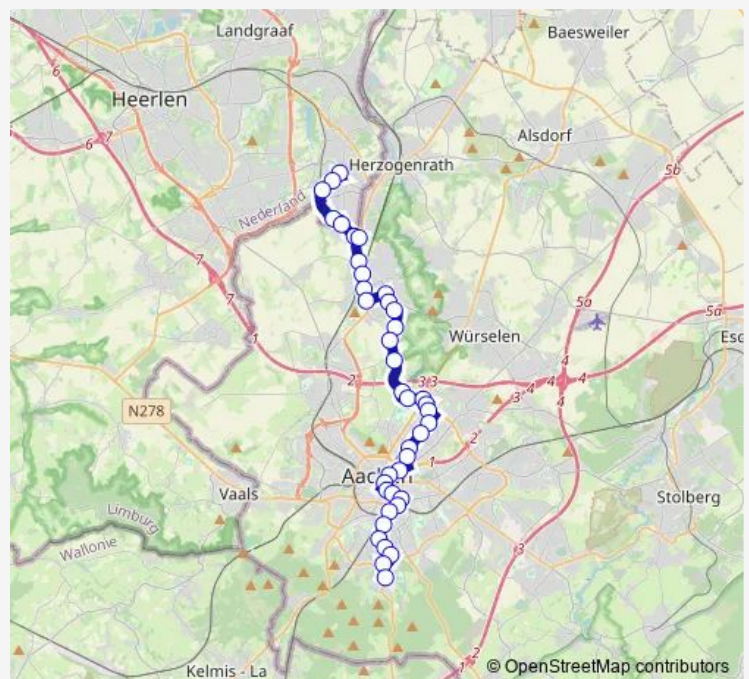 Landgraaf
Baesweiler
6
Heerlen
6 7
Alsdorf
5b
Herzogenrath
Nederland
7
7
5a
5a
1
Würselen
Esc
4
2
3 3
4 4
3 4
4
N278
2
1
Aachen
Vaals
Stolberg
Limburg
Wallonie
3
Kelmis - La
2
1
© OpenStreetMap contributors